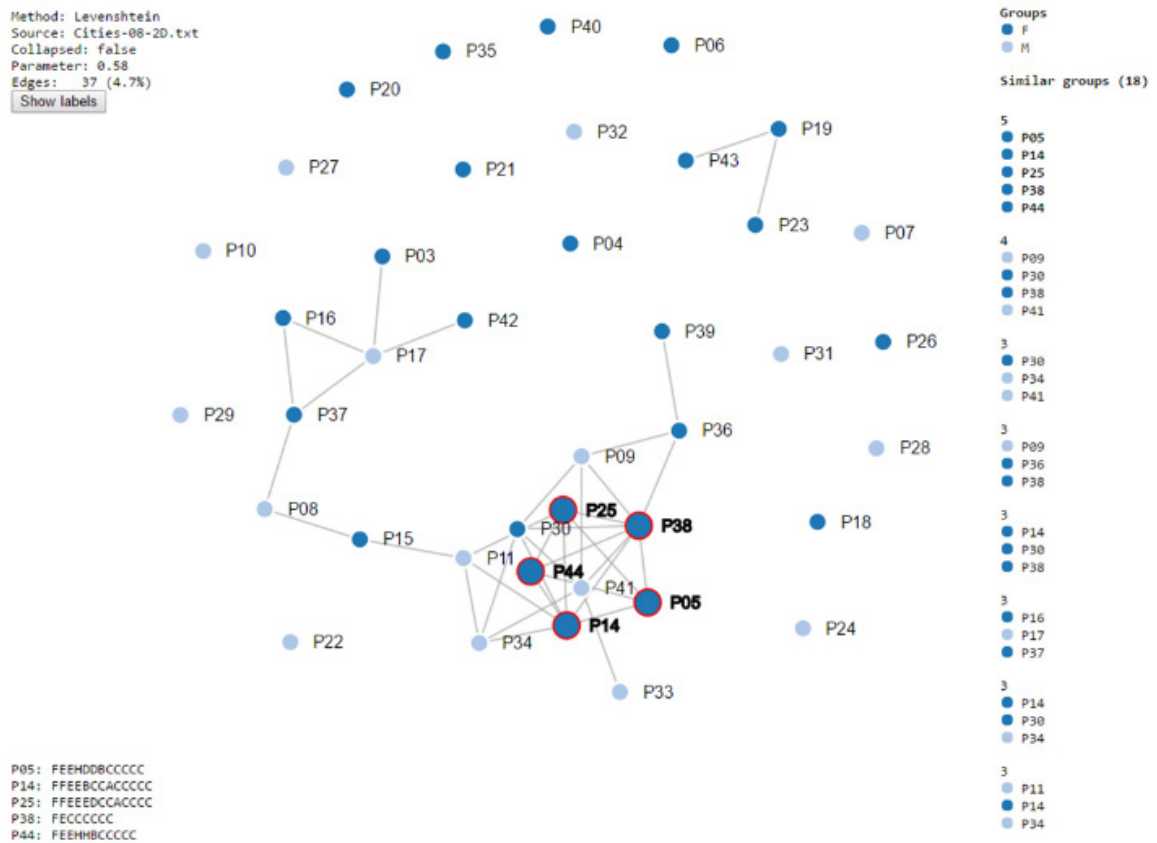 Method: Levenshtein
Source: Cities-08-2D.txt
Collapsed: false
Parameter: 0.58
Edges: 37 (4.7%)
Show labels
P40
P35
P06
P20
P32
P19
P43
P27
P21
P23
P07
P10
P03
P04
P16
P42
P39
P26
P17
P31
P29
P37
P36
P09
P28
P08
P25
P38
P18
P15
P30
P11
P44
P41
P05
P14
P24
P22
P34
P33
Groups
F
M
Similar groups (18)
5
P05
P14
P25
P38
P44
4
P09
P30
P38
P41
3
P30
P34
P41
3
P09
P36
P38
3
P14
P30
P38
3
P16
P17
P37
3
P14
P30
P34
3
P11
P14
P34
P05: FEEHDDBCCCCC
P14: FFEEBCCACCCCC
P25: FFEEEDCCACCCC
P38: FECCCCCC
P44: FEEHHBCCCCC